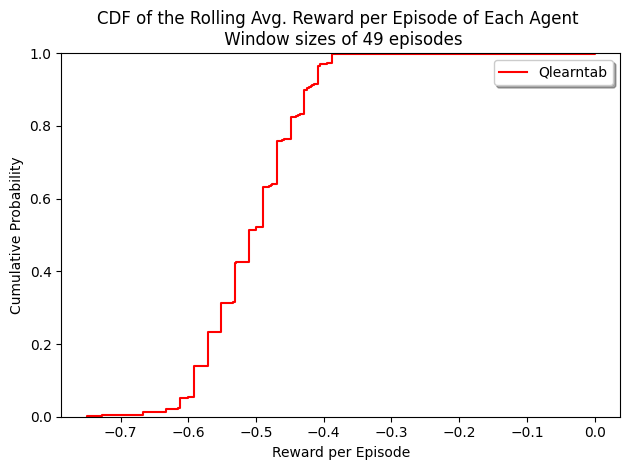 CDF of the Rolling Avg. Reward per Episode of Each Agent
Window sizes of 49 episodes
Qlearntab
Cumulative Probability
1.0
0.8
0.6
0.4
0.2
0.0
−0.7 −0.6 −0.5 −0.4 −0.3 −0.2 −0.1 0.0
Reward per Episode